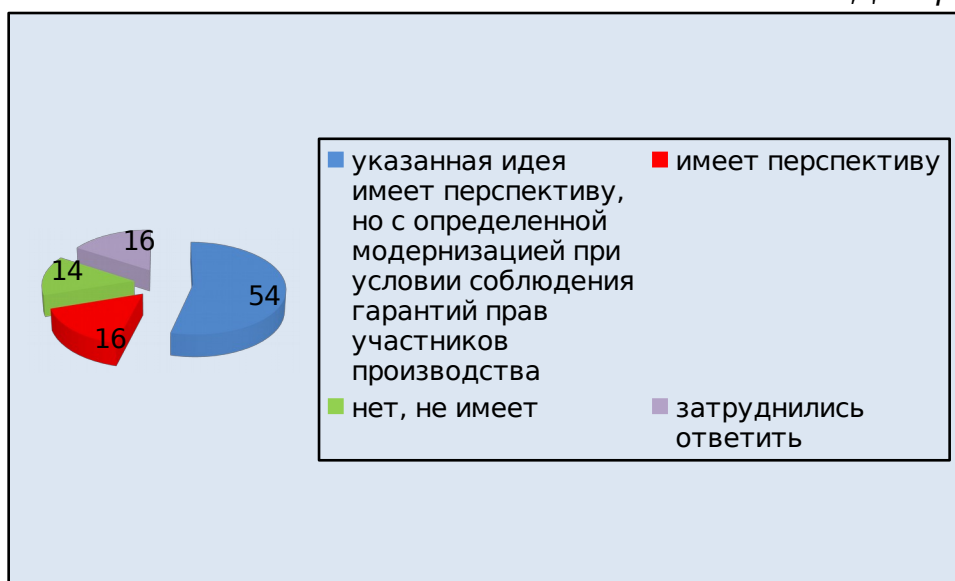 16
14
54
16
указанная идея
имеет перспективу,
но с определенной
модернизацией при
условии соблюдения
гарантий прав
участников
производства
имеет перспективу
нет, не имеет
затруднились
ответить